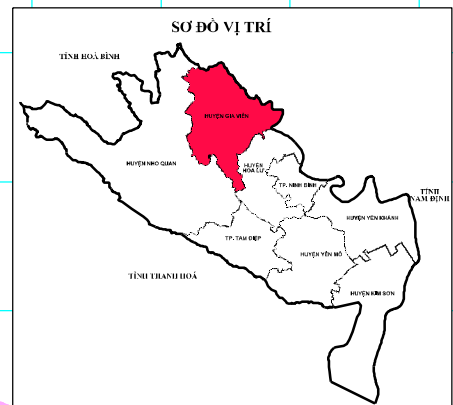 SƠ ĐỒ VỊ TRÍ
TỈNH HOÀ BÌNH
HUYỆN GIA VIỄN
HUYỆN NHO QUAN
HUYỆN
HOA LƯ
TP. NINH BÌNH
TỈNH
NAM ĐỊNH
HUYỆN YÊN KHÁNH
TP. TAM ĐIỆP
HUYỆN YÊN MÔ
TỈNH THANH HOÁ
HUYỆN KIM SƠN